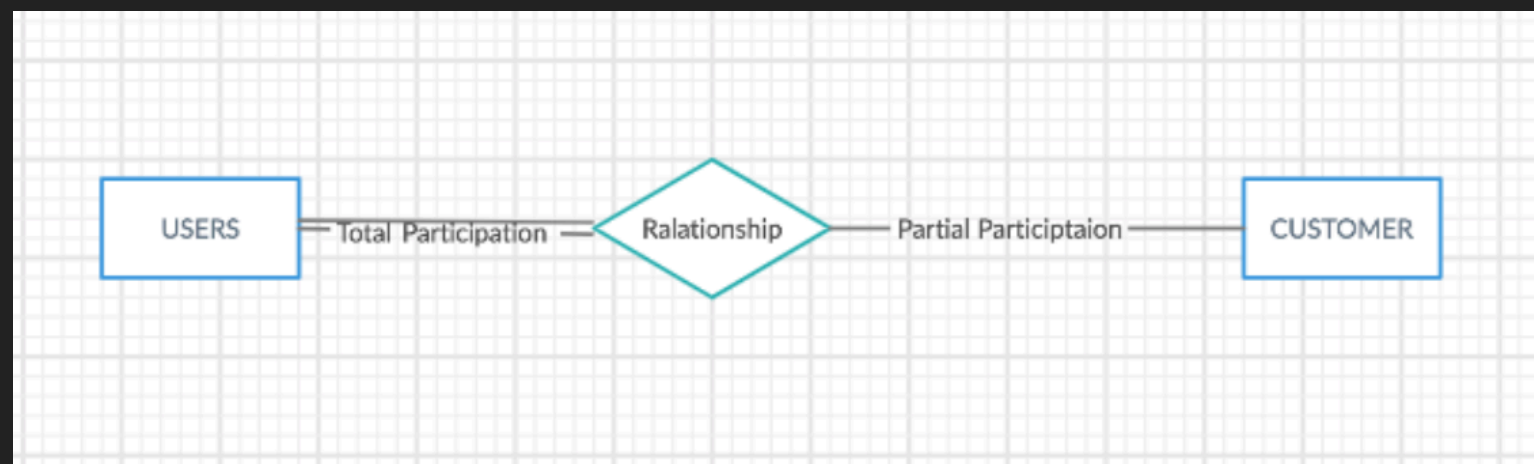 USERS
Total Participation
Ralationship
Partial Participtaion
CUSTOMER